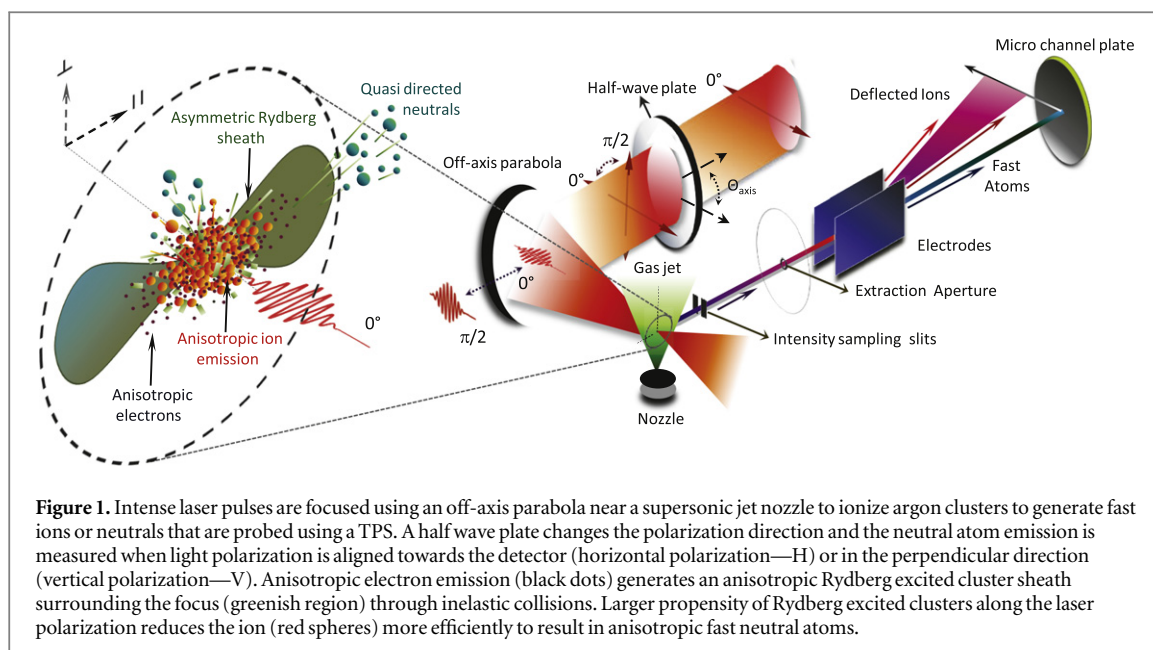 ⊥
=
Quasi directed
neutrals
Asymmetric Rydberg
sheath
0°
Anisotropic ion
emission
Anisotropic
electrons
Off-axis parabola
Half-wave plate
0°
π/2
0°
Θaxis
0°
π/2
Gas jet
Nozzle
Micro channel plate
Deflected Ions
Fast
Atoms
Electrodes
Extraction Aperture
Intensity sampling slits
Figure 1. Intense laser pulses are focused using an off-axis parabola near a supersonic jet nozzle to ionize argon clusters to generate fast
ions or neutrals that are probed using a TPS. A half wave plate changes the polarization direction and the neutral atom emission is
measured when light polarization is aligned towards the detector (horizontal polarization—H) or in the perpendicular direction
(vertical polarization—V). Anisotropic electron emission (black dots) generates an anisotropic Rydberg excited cluster sheath
surrounding the focus (greenish region) through inelastic collisions. Larger propensity of Rydberg excited clusters along the laser
polarization reduces the ion (red spheres) more efficiently to result in anisotropic fast neutral atoms.